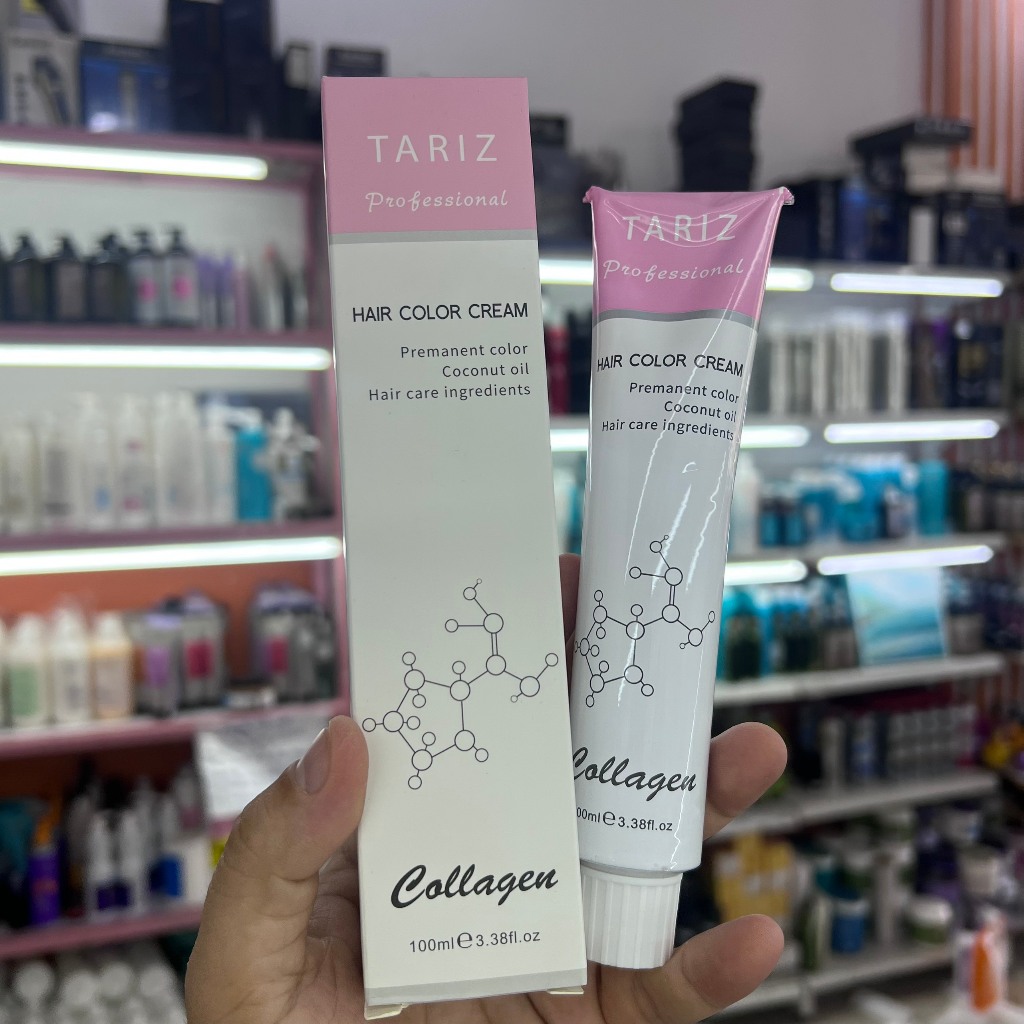 TARIZ
Professional
HAIR COLOR CREAM
Premanent color
Coconut oil
Hair care ingredients
Collagen
100ml℮3.38fl.oz
TARIZ
Professional
HAIR COLOR CREAM
Premanent color
Coconut oil
Hair care ingredients
Collagen
00ml℮3.38fl.oz